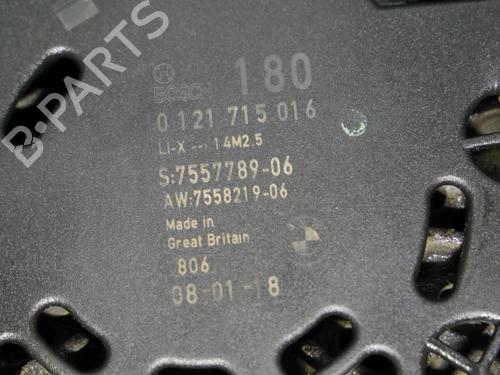 BOSCH 180
0 121 715 016
LI-X --> 14M2.5
S:7557789-06
AW:7558219-06
Made in
Great Britain
806
08-01-18